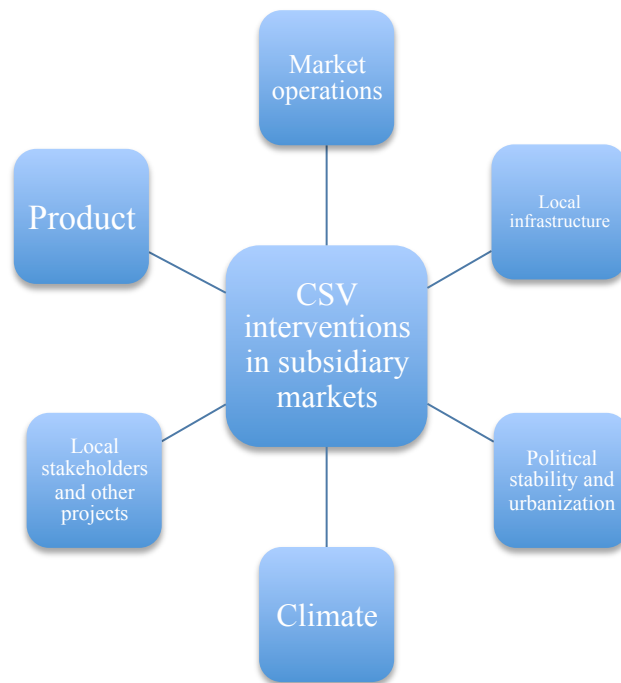 Market
operations
Product
Local
infrastructure
CSV
interventions
in subsidiary
markets
Local
stakeholders
and other
projects
Political
stability and
urbanization
Climate